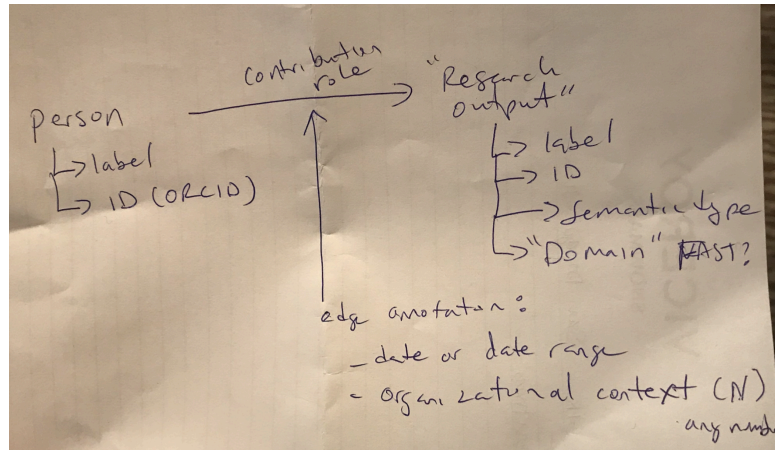 contribution
role
"Research
output"
person
label
ID (ORCID)
label
ID
semantic type
"Domain" FAST?
edge annotation:
- date or date range
- organizational context (N)
any numbe